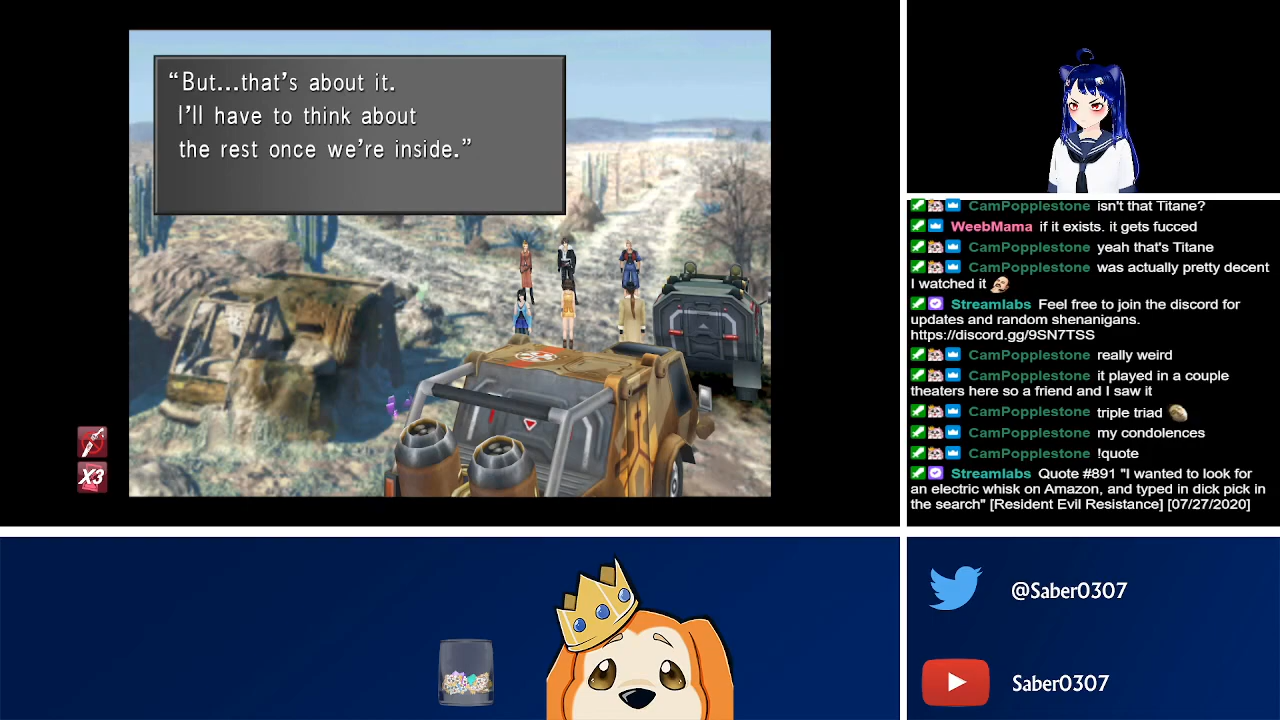 “But...that’s about it.
I’ll have to think about
the rest once we’re inside.”
X3
CamPopplestone isn't that Titane?
WeebMama if it exists. it gets fucced
CamPopplestone yeah that's Titane
CamPopplestone was actually pretty decent
I watched it
Streamlabs Feel free to join the discord for
updates and random shenanigans.
https://discord.gg/9SN7TSS
CamPopplestone really weird
CamPopplestone it played in a couple
theaters here so a friend and I saw it
CamPopplestone triple triad
CamPopplestone my condolences
CamPopplestone !quote
Streamlabs Quote #891 "I wanted to look for
an electric whisk on Amazon, and typed in dick pick in
the search" [Resident Evil Resistance] [07/27/2020]
@Saber0307
Saber0307